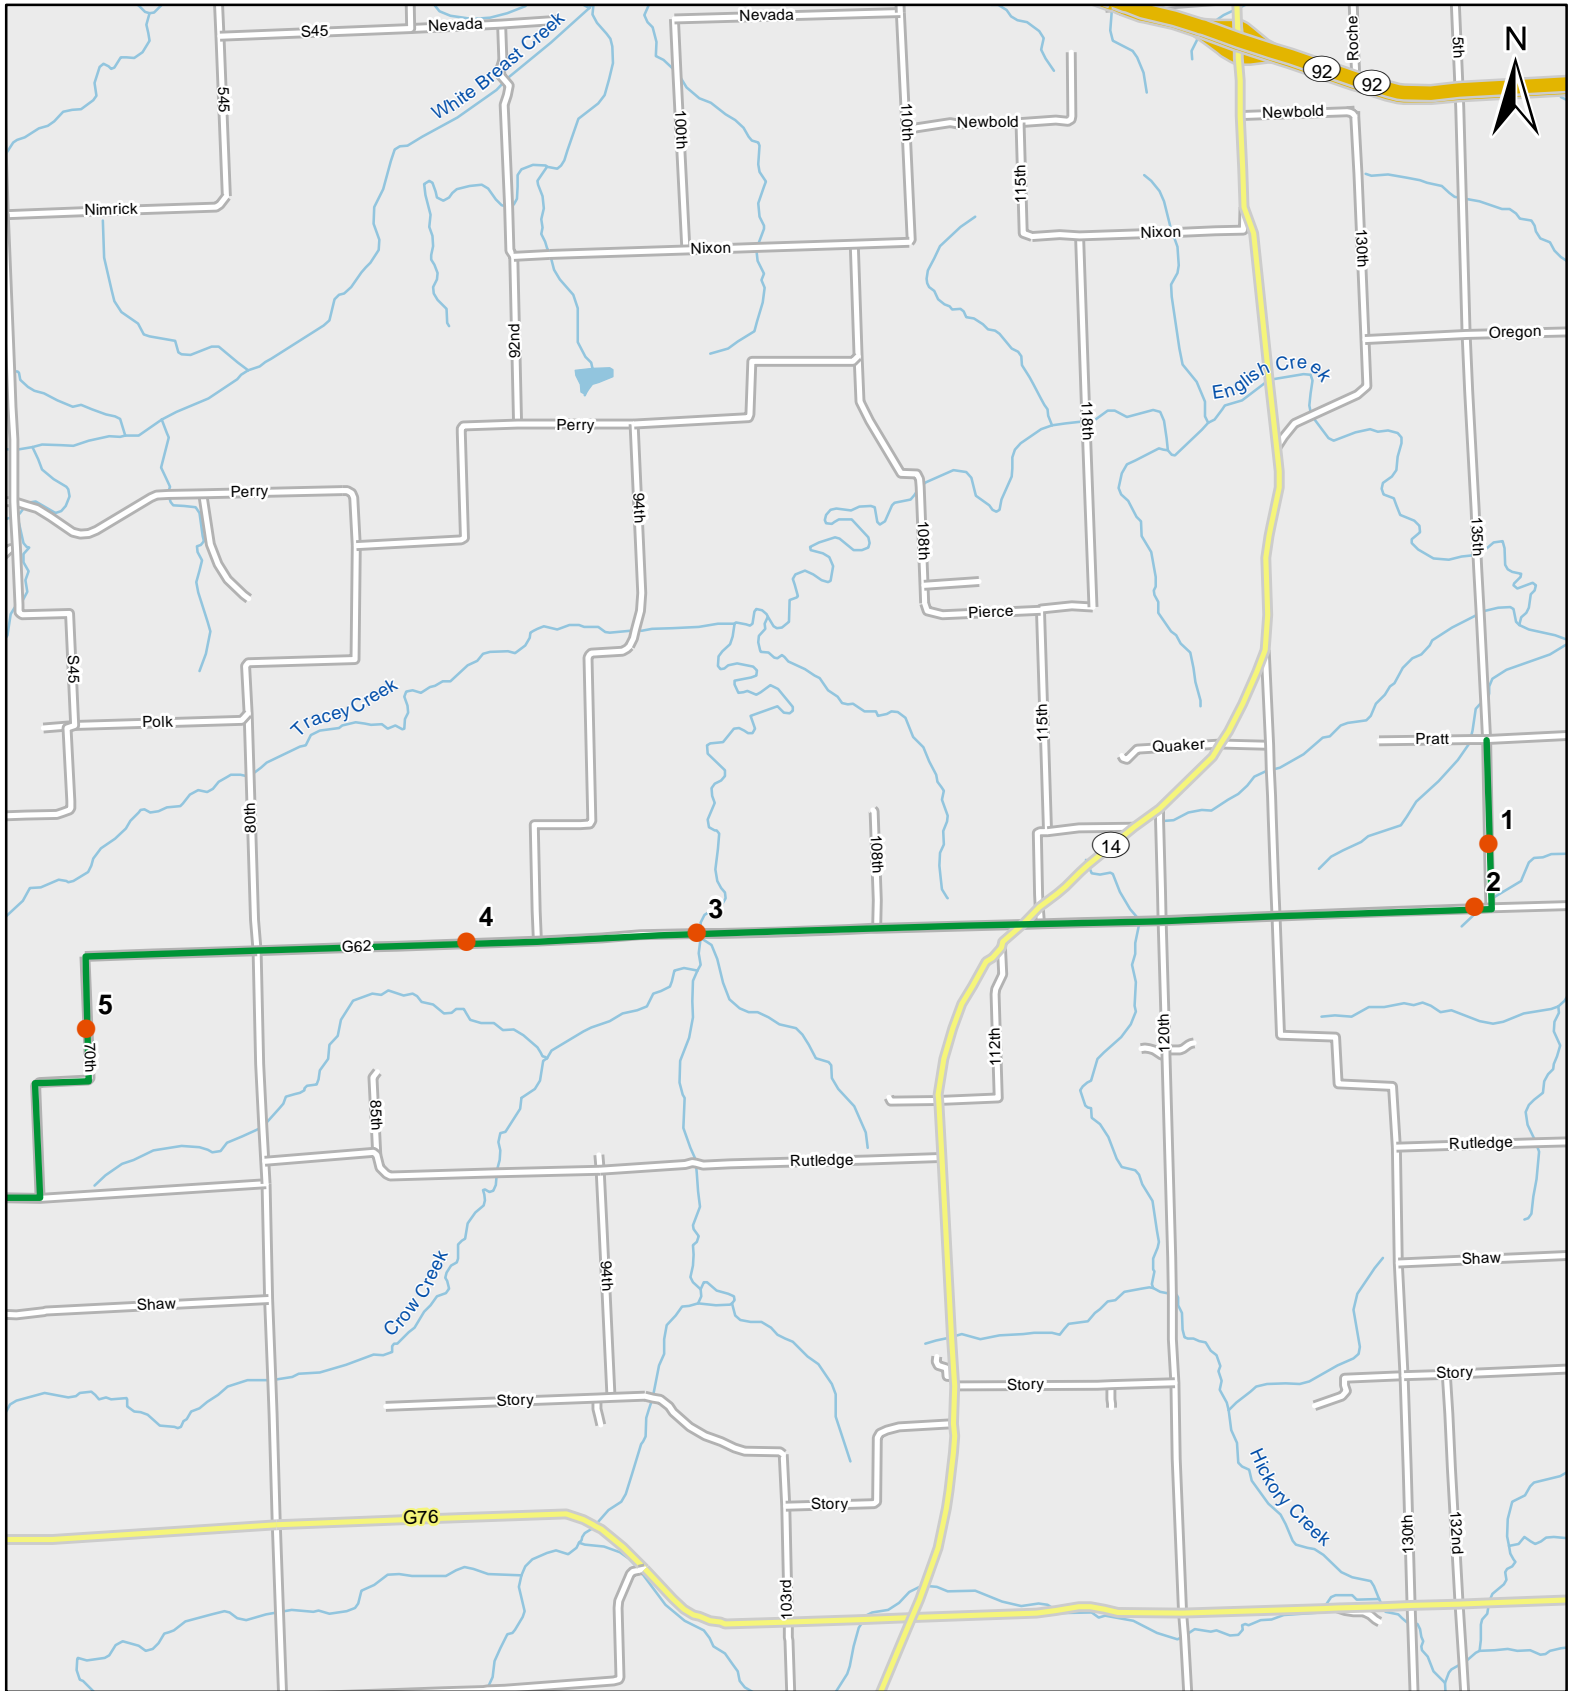 Nevada
S45
Nevada
White Breast Creek
N
Roche
5th
92
92
545
100th
110th
Newbold
Newbold
115th
Nimrick
Nixon
Nixon
130th
92nd
Oregon
English Creek
Perry
118th
Perry
94th
108th
135th
Pierce
S45
Tracey Creek
Polk
115th
Quaker
Pratt
80th
108th
14
1
2
3
4
G62
5
70th
112th
120th
85th
Rutledge
Rutledge
94th
Crow Creek
Shaw
Shaw
Story
Story
Story
Hickory Creek
Story
G76
130th
132nd
103rd